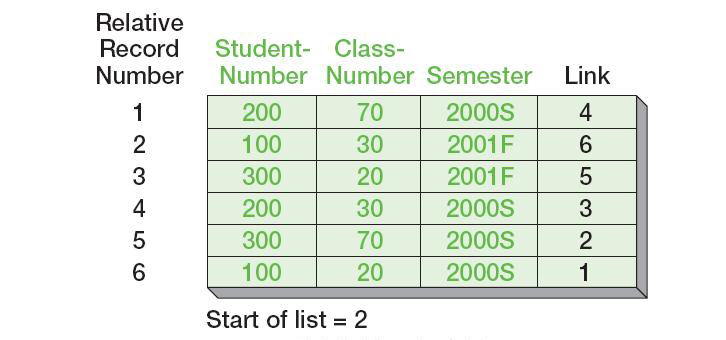 Relative
Record Student- Class-
Number Number Number Semester Link
1 200 70 2000S 4
2 100 30 2001F 6
3 300 20 2001F 5
4 200 30 2000S 3
5 300 70 2000S 2
6 100 20 2000S 1
Start of list = 2